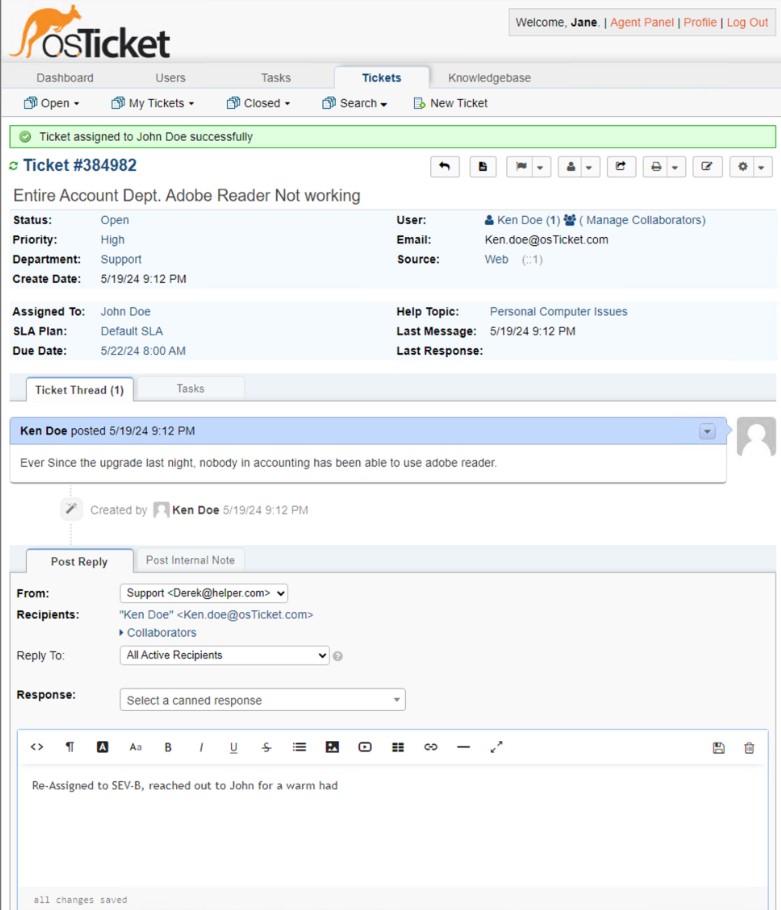 osTicket
Welcome, Jane. | Agent Panel | Profile | Log Out
Dashboard Users Tasks Tickets Knowledgebase
Open My Tickets Closed Search New Ticket
Ticket assigned to John Doe successfully
Ticket #384982
Entire Account Dept. Adobe Reader Not working
Status: Open User: Ken Doe (1) ( Manage Collaborators)
Priority: High Email: Ken.doe@osTicket.com
Department: Support Source: Web (::1)
Create Date: 5/19/24 9:12 PM
Assigned To: John Doe Help Topic: Personal Computer Issues
SLA Plan: Default SLA Last Message: 5/19/24 9:12 PM
Due Date: 5/22/24 8:00 AM Last Response:
Ticket Thread (1) Tasks
Ken Doe posted 5/19/24 9:12 PM
Ever Since the upgrade last night, nobody in accounting has been able to use adobe reader.
Created by Ken Doe 5/19/24 9:12 PM
Post Reply Post Internal Note
From: Support <Derek@helper.com>
Recipients: "Ken Doe" <Ken.doe@osTicket.com>
Collaborators
Reply To: All Active Recipients
Response: Select a canned response
<> ¶ A Aa B I U S
Re-Assigned to SEV-B, reached out to John for a warm had
all changes saved